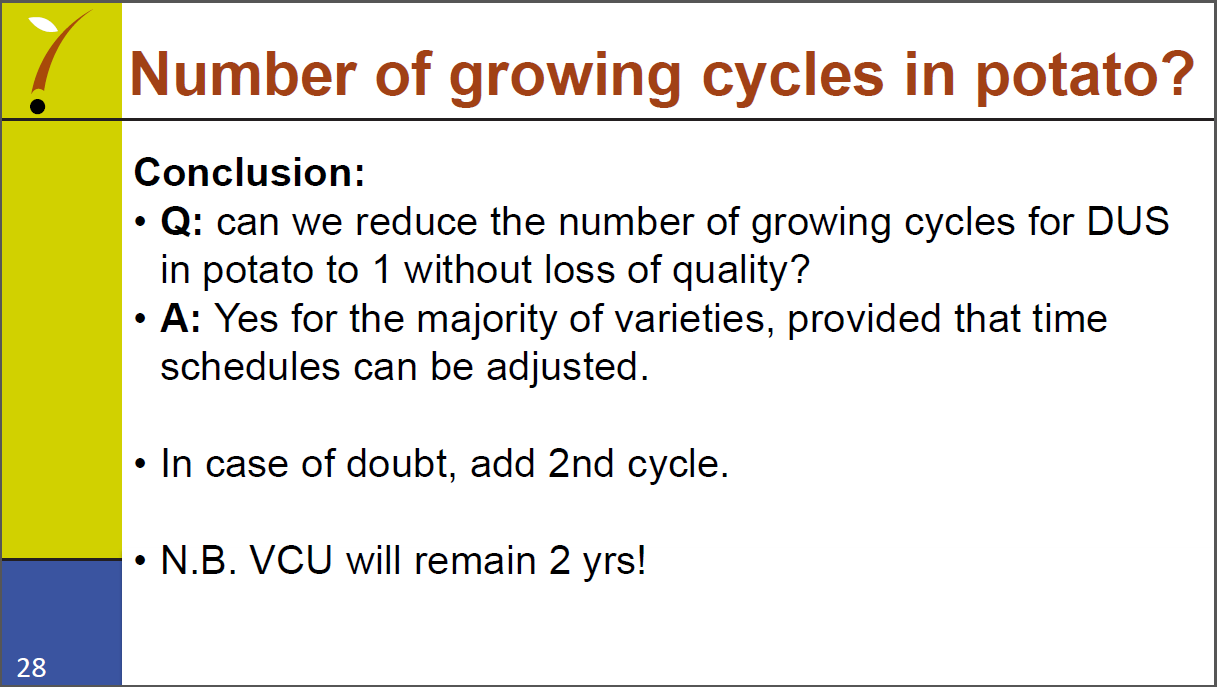 Number of growing cycles in potato?
Conclusion:
• Q: can we reduce the number of growing cycles for DUS
in potato to 1 without loss of quality?
• A: Yes for the majority of varieties, provided that time
schedules can be adjusted.
• In case of doubt, add 2nd cycle.
• N.B. VCU will remain 2 yrs!
28